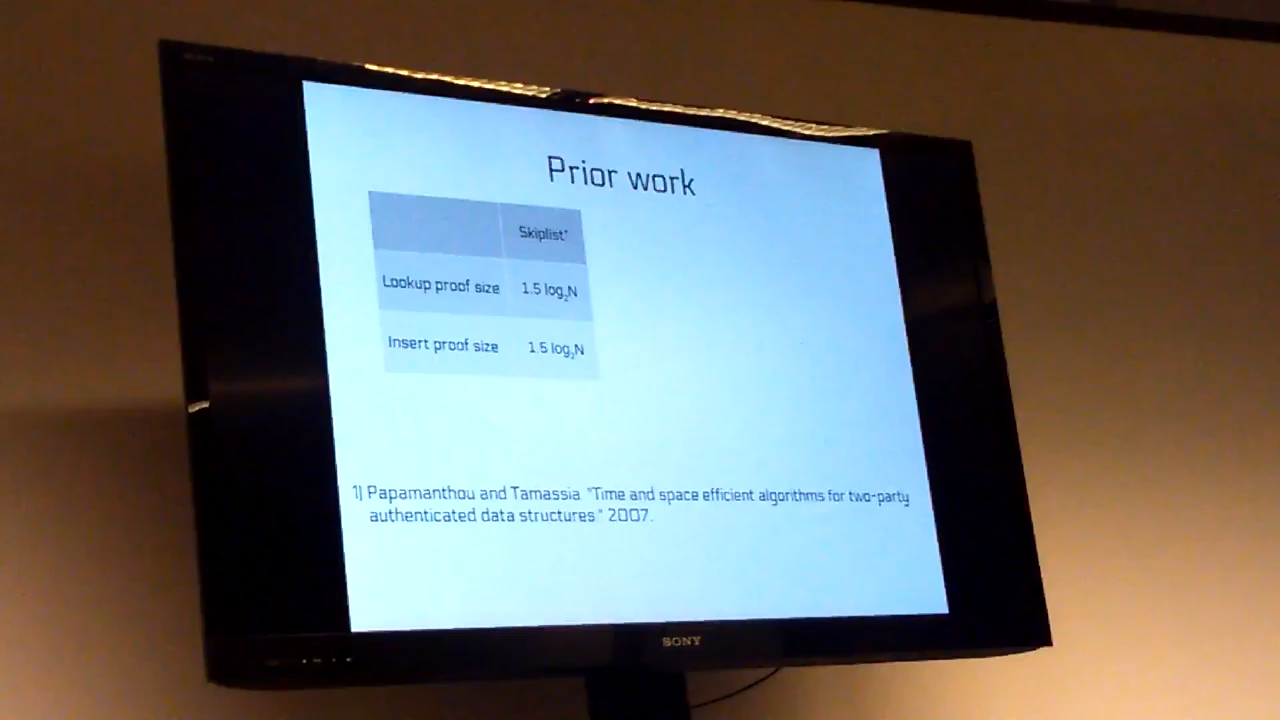 Prior work
Skiplist*
Lookup proof size 1.5 log₂N
Insert proof size 1.5 log₂N
1) Papamanthou and Tamassia "Time and space efficient algorithms for two-party
authenticated data structures." 2007.
SONY